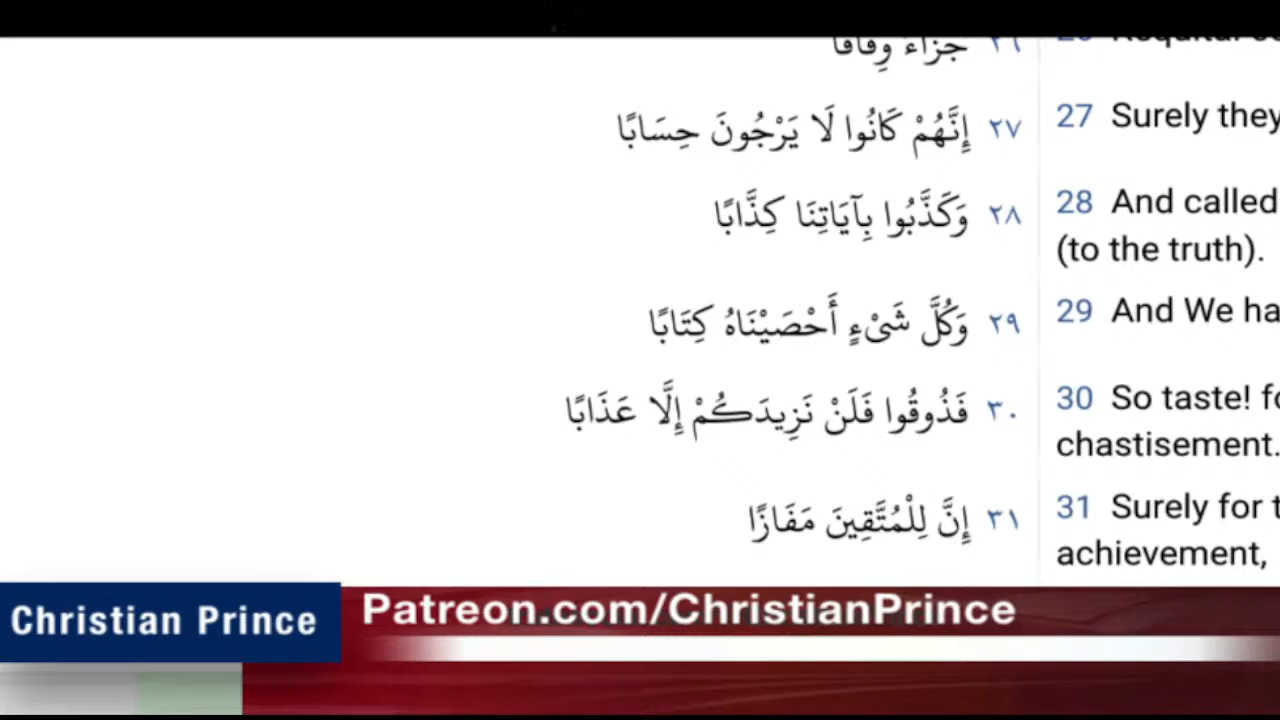 ٢٦ جَزَاءً وِفَاقًا
٢٧ إِنَّهُمْ كَانُوا لَا يَرْجُونَ حِسَابًا
27 Surely they
٢٨ وَكَذَّبُوا بِآيَاتِنَا كِذَّابًا
28 And called
(to the truth).
٢٩ وَكُلَّ شَيْءٍ أَحْصَيْنَاهُ كِتَابًا
29 And We ha
٣٠ فَذُوقُوا فَلَنْ نَزِيدَكُمْ إِلَّا عَذَابًا
30 So taste! fo
chastisement.
٣١ إِنَّ لِلْمُتَّقِينَ مَفَازًا
31 Surely for t
achievement,
Christian Prince
Patreon.com/ChristianPrince